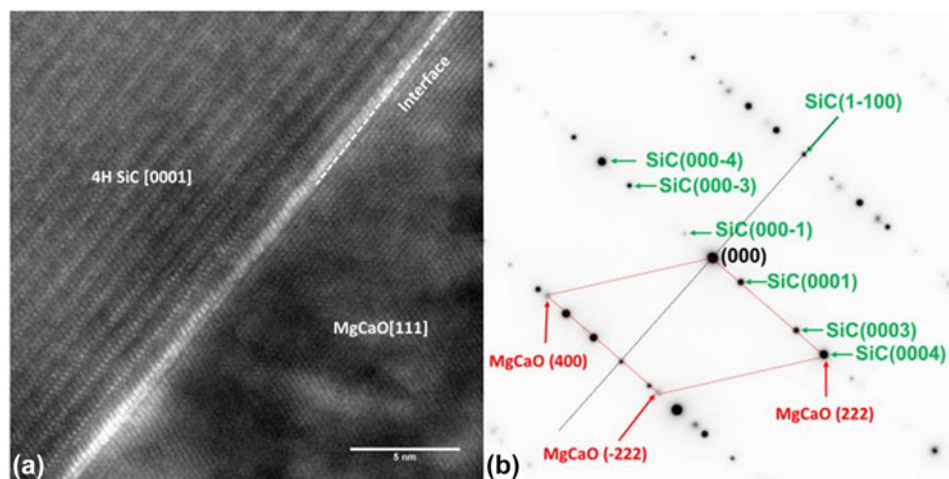 Interface
4H SiC [0001]
MgCaO[111]
5 nm
(a)
SiC(1-100)
SiC(000-4)
SiC(000-3)
SiC(000-1)
(000)
SiC(0001)
SiC(0003)
SiC(0004)
MgCaO (400)
MgCaO (222)
MgCaO (-222)
(b)